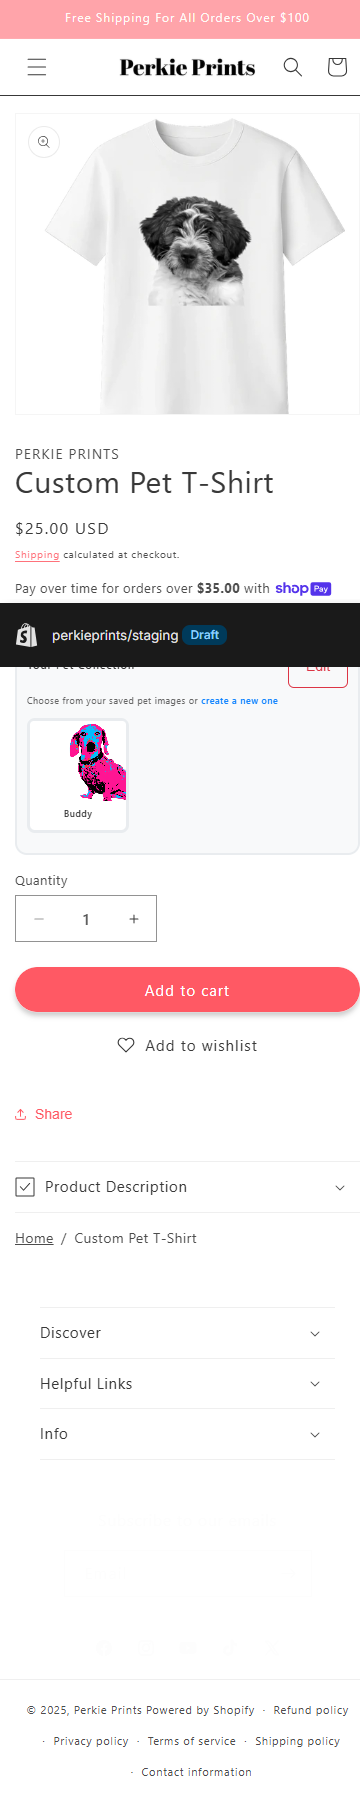 Free Shipping For All Orders Over $100
Perkie Prints
PERKIE PRINTS
Custom Pet T-Shirt
$25.00 USD
Shipping calculated at checkout.
Pay over time for orders over $35.00 with shop Pay
perkieprints/staging Draft
Your Pet Collection
Edit
Choose from your saved pet images or create a new one
Buddy
Quantity
− 1 +
Add to cart
Add to wishlist
Share
Product Description
Home / Custom Pet T-Shirt
Discover
Helpful Links
Info
© 2025, Perkie Prints Powered by Shopify · Refund policy
· Privacy policy · Terms of service · Shipping policy
· Contact information